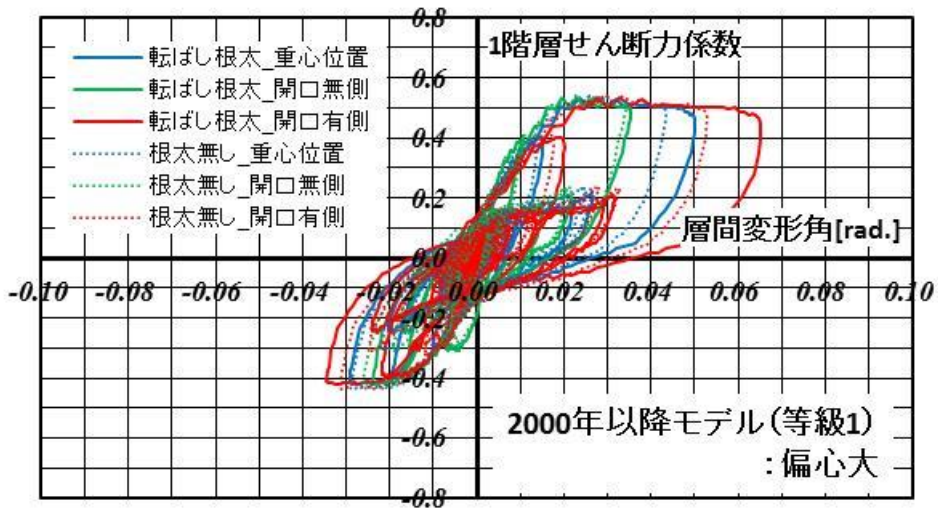 0.8
1階層せん断力係数
転ばし根太_重心位置
転ばし根太_開口無側
転ばし根太_開口有側
根太無し_重心位置
根太無し_開口無側
根太無し_開口有側
0.6
0.4
0.2
層間変形角[rad.]
0.0
-0.10 -0.08 -0.06 -0.04 -0.02 0.00 0.02 0.04 0.06 0.08 0.10
-0.2
-0.4
2000年以降モデル(等級1)
:偏心大
-0.6
-0.8